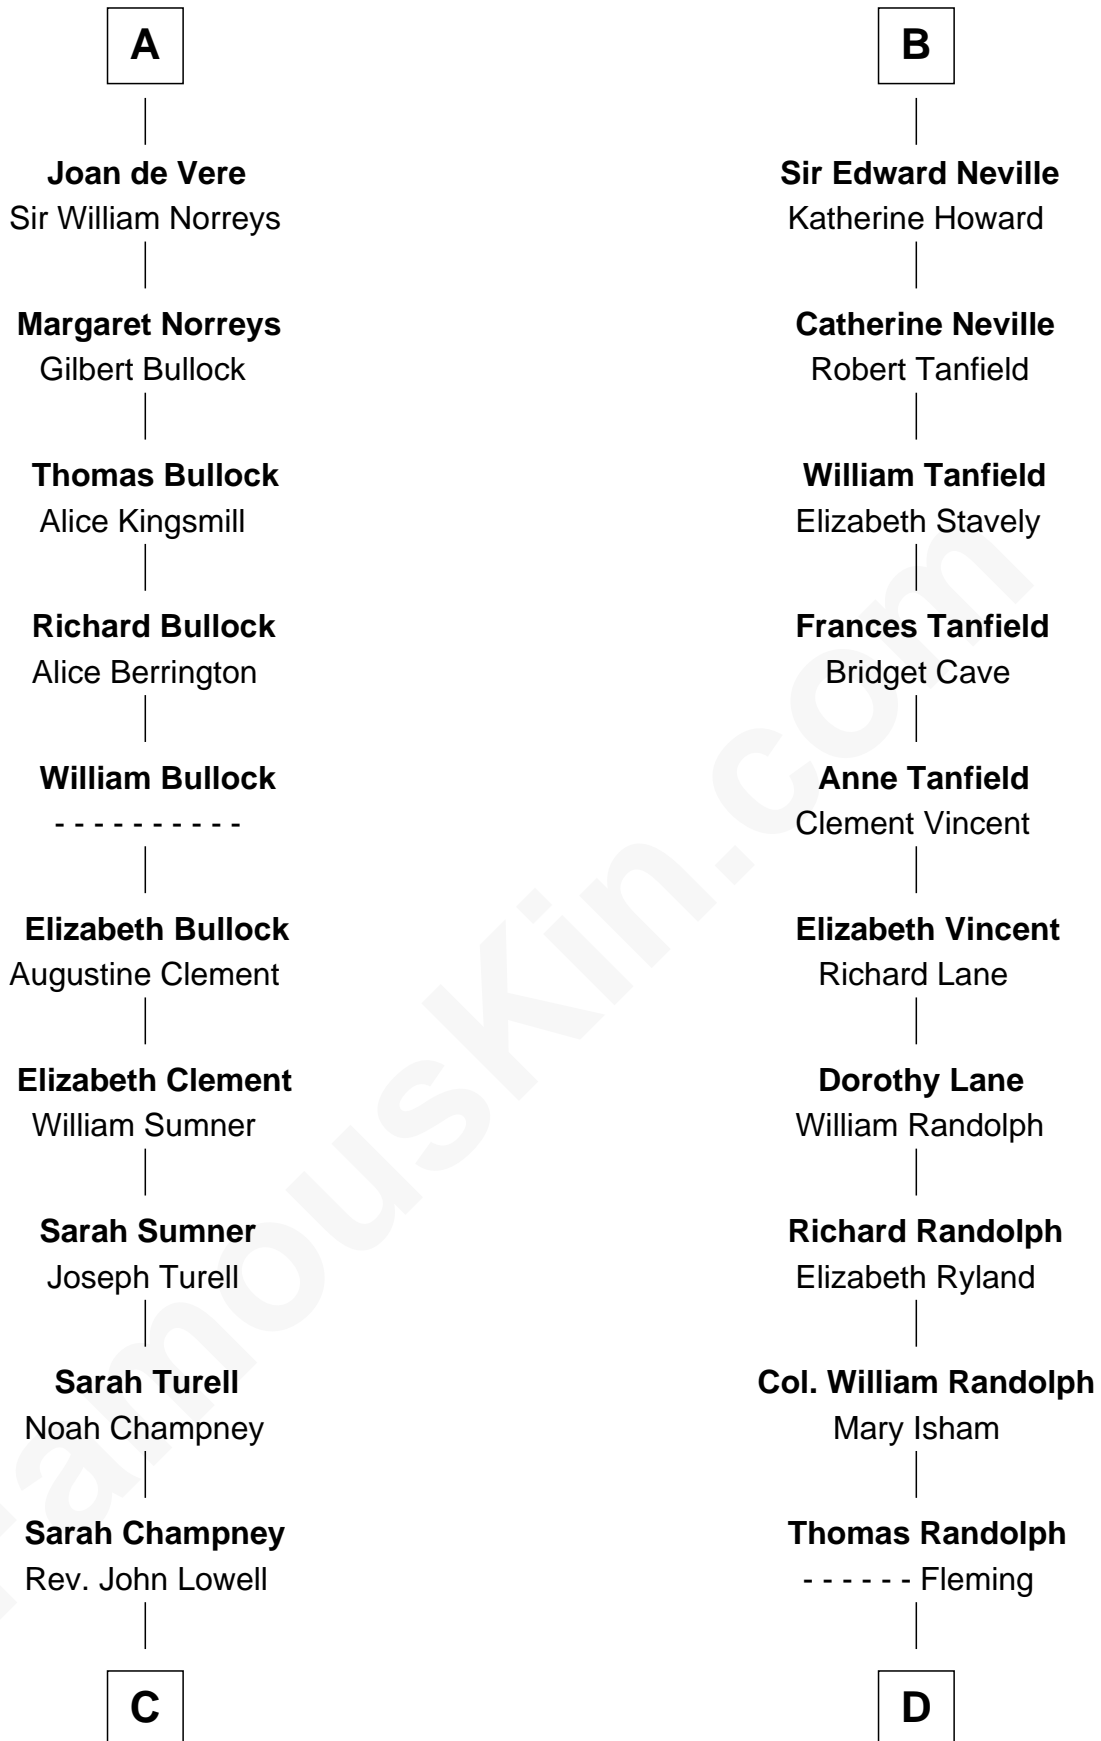 A
Joan de Vere
Sir William Norreys
Margaret Norreys
Gilbert Bullock
Thomas Bullock
Alice Kingsmill
Richard Bullock
Alice Berrington
William Bullock
- - - - - - - - - -
Elizabeth Bullock
Augustine Clement
Elizabeth Clement
William Sumner
Sarah Sumner
Joseph Turell
Sarah Turell
Noah Champney
Sarah Champney
Rev. John Lowell
C
B
Sir Edward Neville
Katherine Howard
Catherine Neville
Robert Tanfield
William Tanfield
Elizabeth Stavely
Frances Tanfield
Bridget Cave
Anne Tanfield
Clement Vincent
Elizabeth Vincent
Richard Lane
Dorothy Lane
William Randolph
Richard Randolph
Elizabeth Ryland
Col. William Randolph
Mary Isham
Thomas Randolph
- - - - - - Fleming
D
FamousKin.com